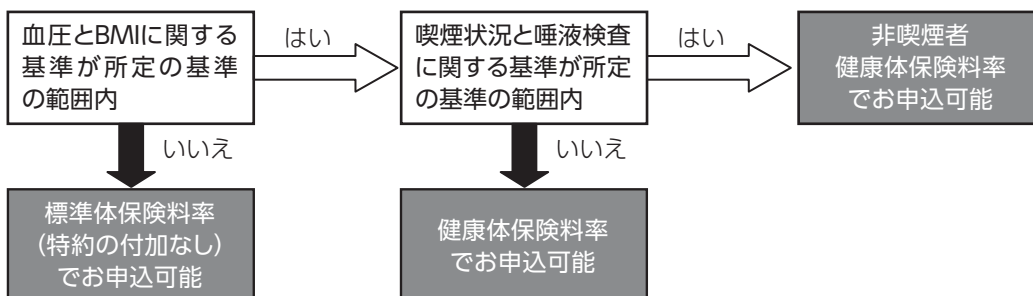 血圧とBMIに関する
基準が所定の基準
の範囲内
はい
喫煙状況と唾液検査
に関する基準が所定
の基準の範囲内
はい
非喫煙者
健康体保険料率
でお申込可能
いいえ
いいえ
標準体保険料率
(特約の付加なし)
でお申込可能
健康体保険料率
でお申込可能